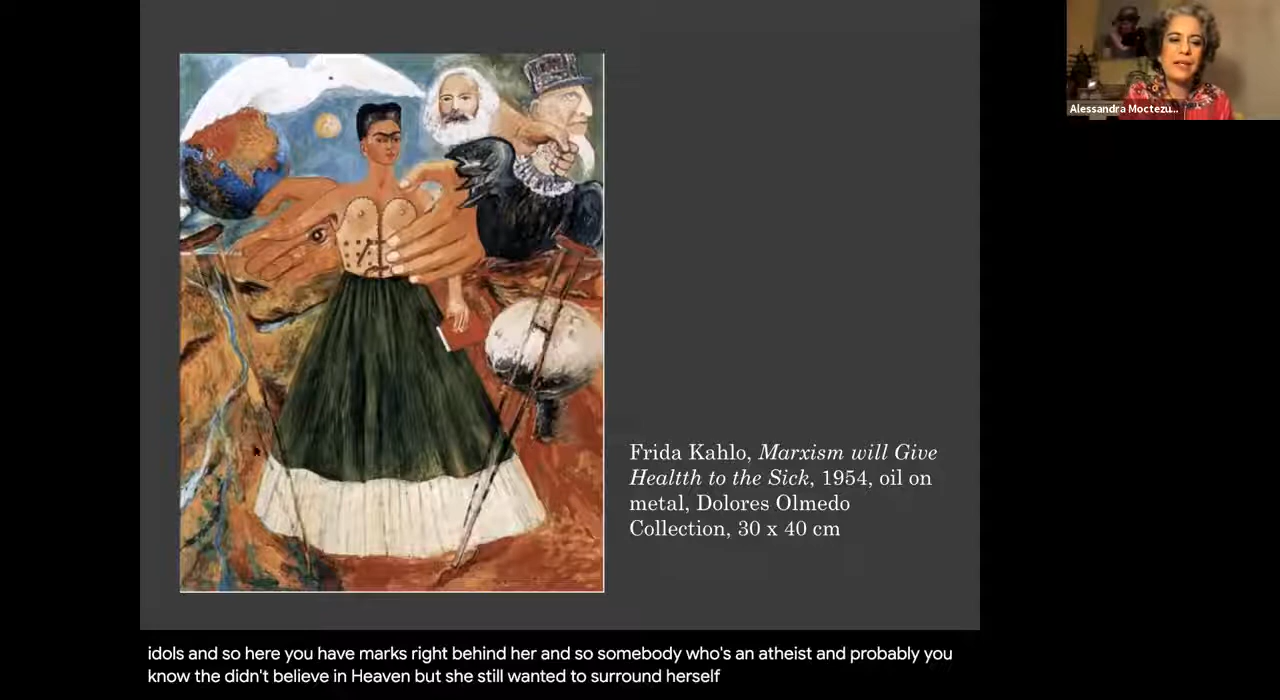 Alessandra Moctezu...
Frida Kahlo, Marxism will Give
Healtth to the Sick, 1954, oil on
metal, Dolores Olmedo
Collection, 30 x 40 cm
idols and so here you have marks right behind her and so somebody who's an atheist and probably you
know the didn't believe in Heaven but she still wanted to surround herself